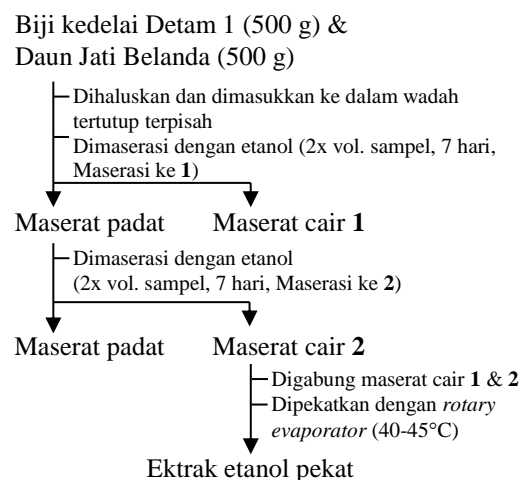 Biji kedelai Detam 1 (500 g) &
Daun Jati Belanda (500 g)
Dihaluskan dan dimasukkan ke dalam wadah
tertutup terpisah
Dimaserasi dengan etanol (2x vol. sampel, 7 hari,
Maserasi ke 1)
Maserat padat Maserat cair 1
Dimaserasi dengan etanol
(2x vol. sampel, 7 hari, Maserasi ke 2)
Maserat padat Maserat cair 2
Digabung maserat cair 1 & 2
Dipekatkan dengan rotary
evaporator (40-45°C)
Ektrak etanol pekat